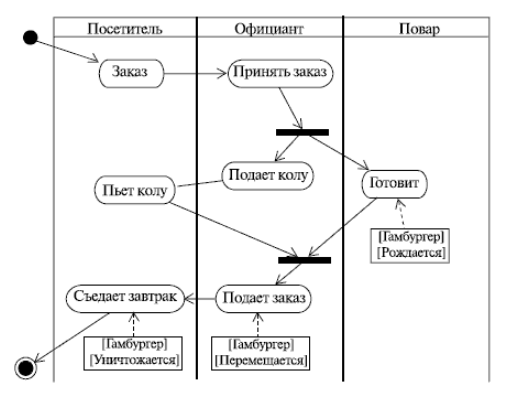 Посетитель
Официант
Повар
Заказ
Принять заказ
Подает колу
Пьет колу
Готовит
[Гамбургер]
[Рождается]
Съедает завтрак
Подает заказ
[Гамбургер]
[Уничтожается]
[Гамбургер]
[Перемещается]